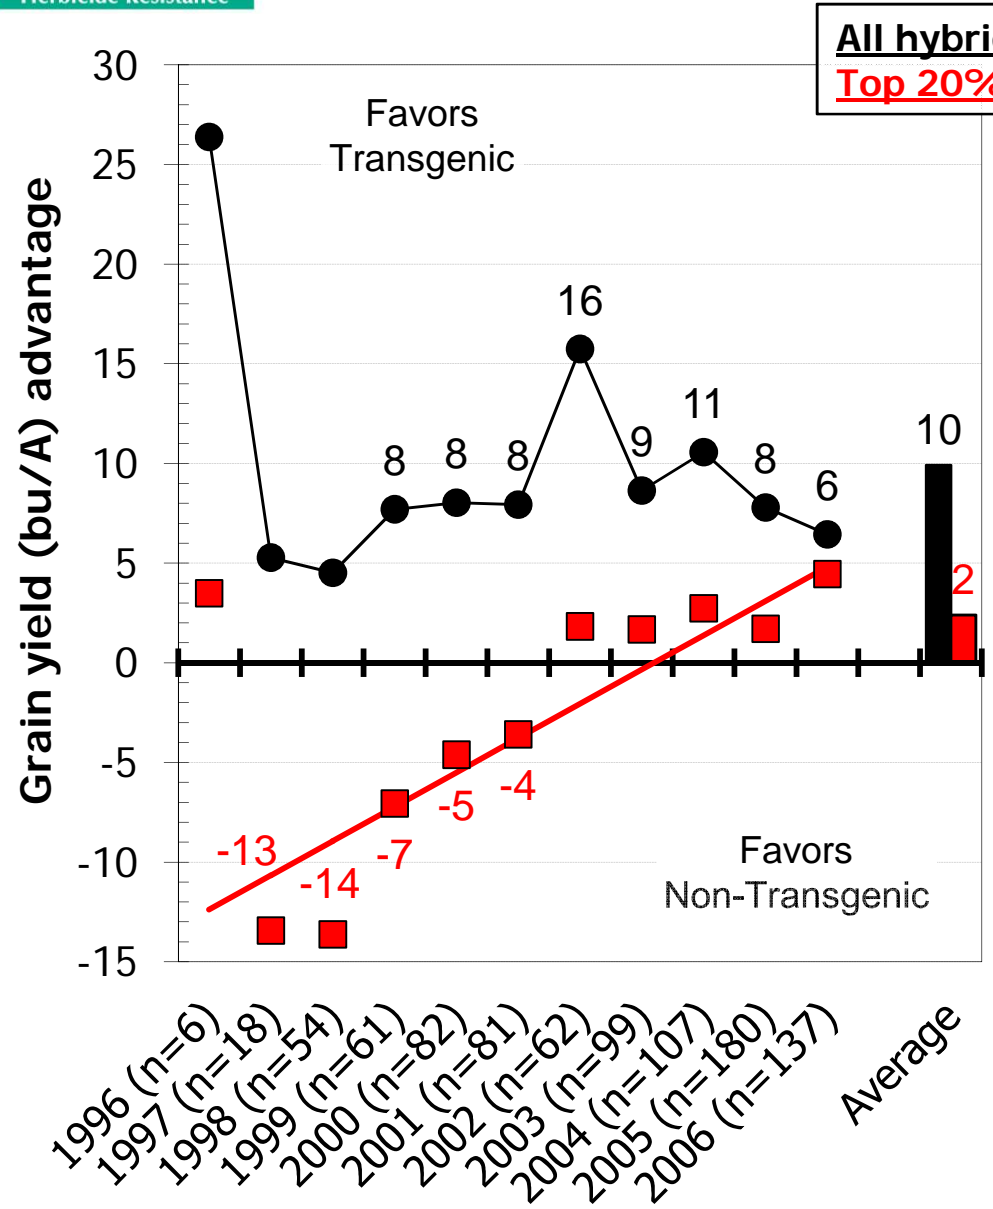 Herbicide Resistance
All hybri
Top 20%
Favors
Transgenic
Grain yield (bu/A) advantage
30
25
20
15
10
5
0
-5
-10
-15
8
8
8
16
9
11
8
6
10
2
-13
-14
-7
-5
-4
Favors
Non-Transgenic
1996 (n=6)
1997 (n=18)
1998 (n=54)
1999 (n=61)
2000 (n=82)
2001 (n=81)
2002 (n=62)
2003 (n=99)
2004 (n=107)
2005 (n=180)
2006 (n=137)
Average